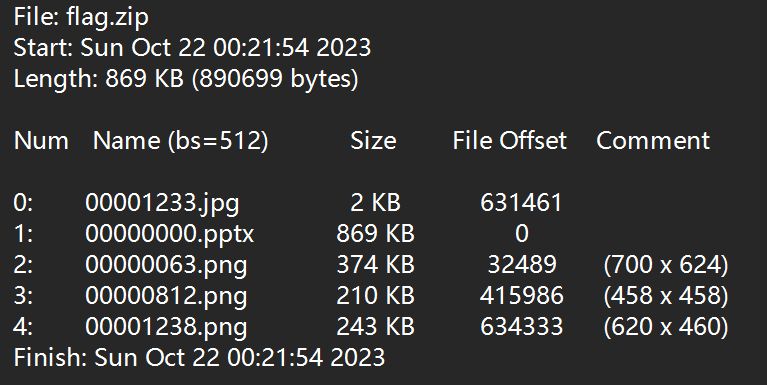 File: flag.zip
Start: Sun Oct 22 00:21:54 2023
Length: 869 KB (890699 bytes)
Num Name (bs=512) Size File Offset Comment
0: 00001233.jpg 2 KB 631461
1: 00000000.pptx 869 KB 0
2: 00000063.png 374 KB 32489 (700 x 624)
3: 00000812.png 210 KB 415986 (458 x 458)
4: 00001238.png 243 KB 634333 (620 x 460)
Finish: Sun Oct 22 00:21:54 2023